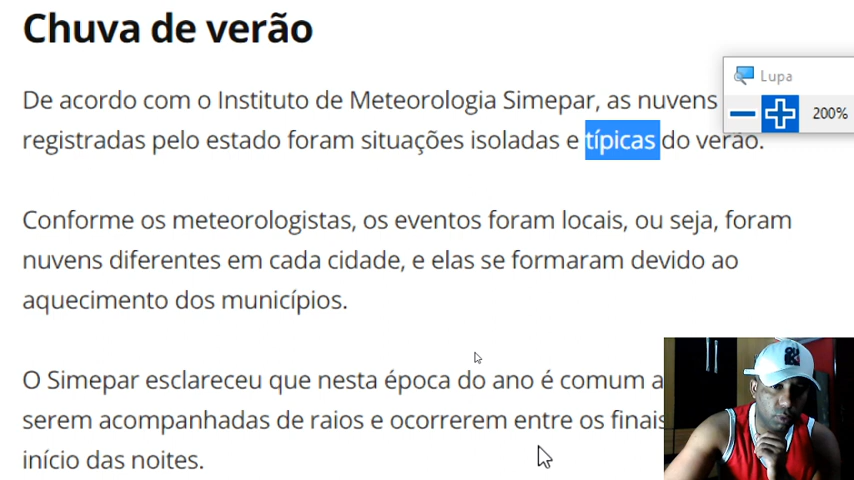 Chuva de verão
Lupa
De acordo com o Instituto de Meteorologia Simepar, as nuvens
200%
registradas pelo estado foram situações isoladas e típicas do verão.
Conforme os meteorologistas, os eventos foram locais, ou seja, foram
nuvens diferentes em cada cidade, e elas se formaram devido ao
aquecimento dos municípios.
O Simepar esclareceu que nesta época do ano é comum a
serem acompanhadas de raios e ocorrerem entre os finais
início das noites.